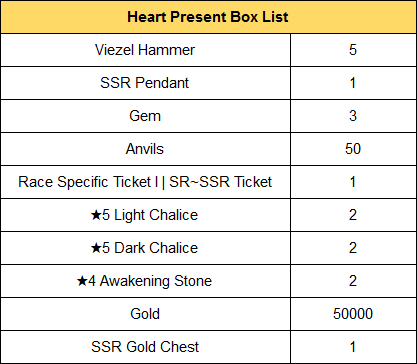 Heart Present Box List
Viezel Hammer 5
SSR Pendant 1
Gem 3
Anvils 50
Race Specific Ticket l | SR~SSR Ticket 1
★5 Light Chalice 2
★5 Dark Chalice 2
★4 Awakening Stone 2
Gold 50000
SSR Gold Chest 1